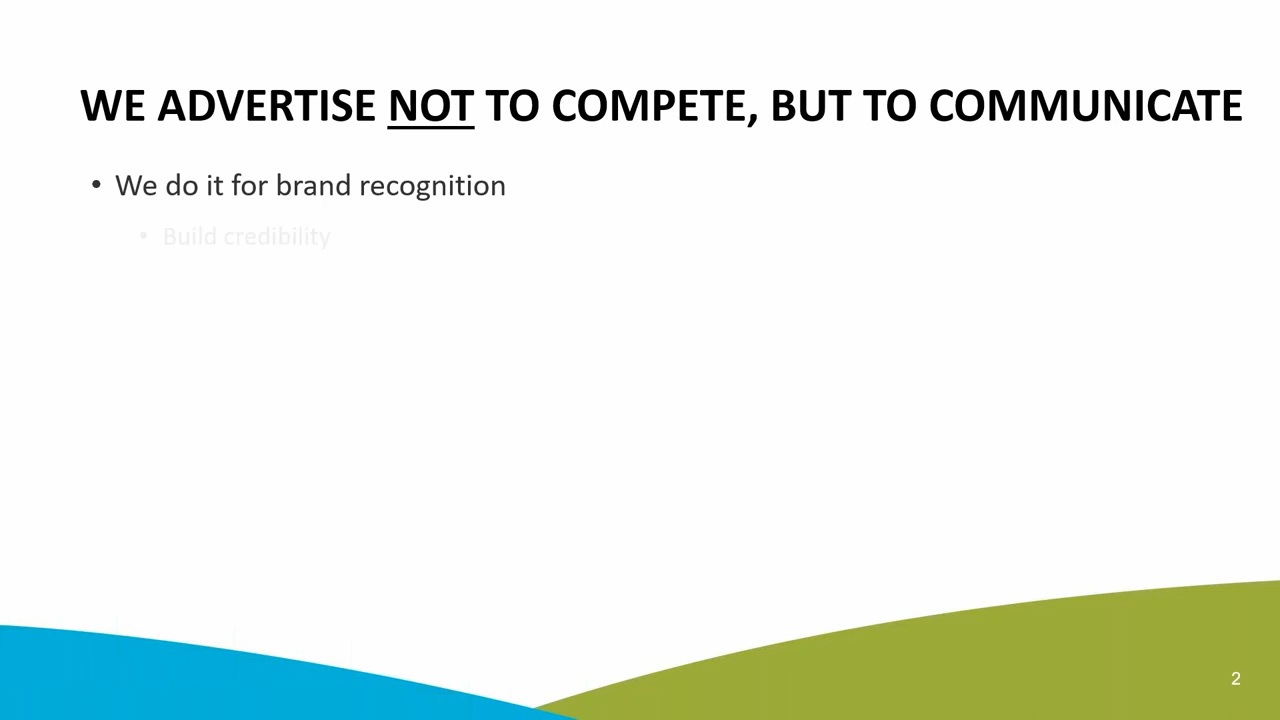 WE ADVERTISE NOT TO COMPETE, BUT TO COMMUNICATE
• We do it for brand recognition
• Build credibility
2